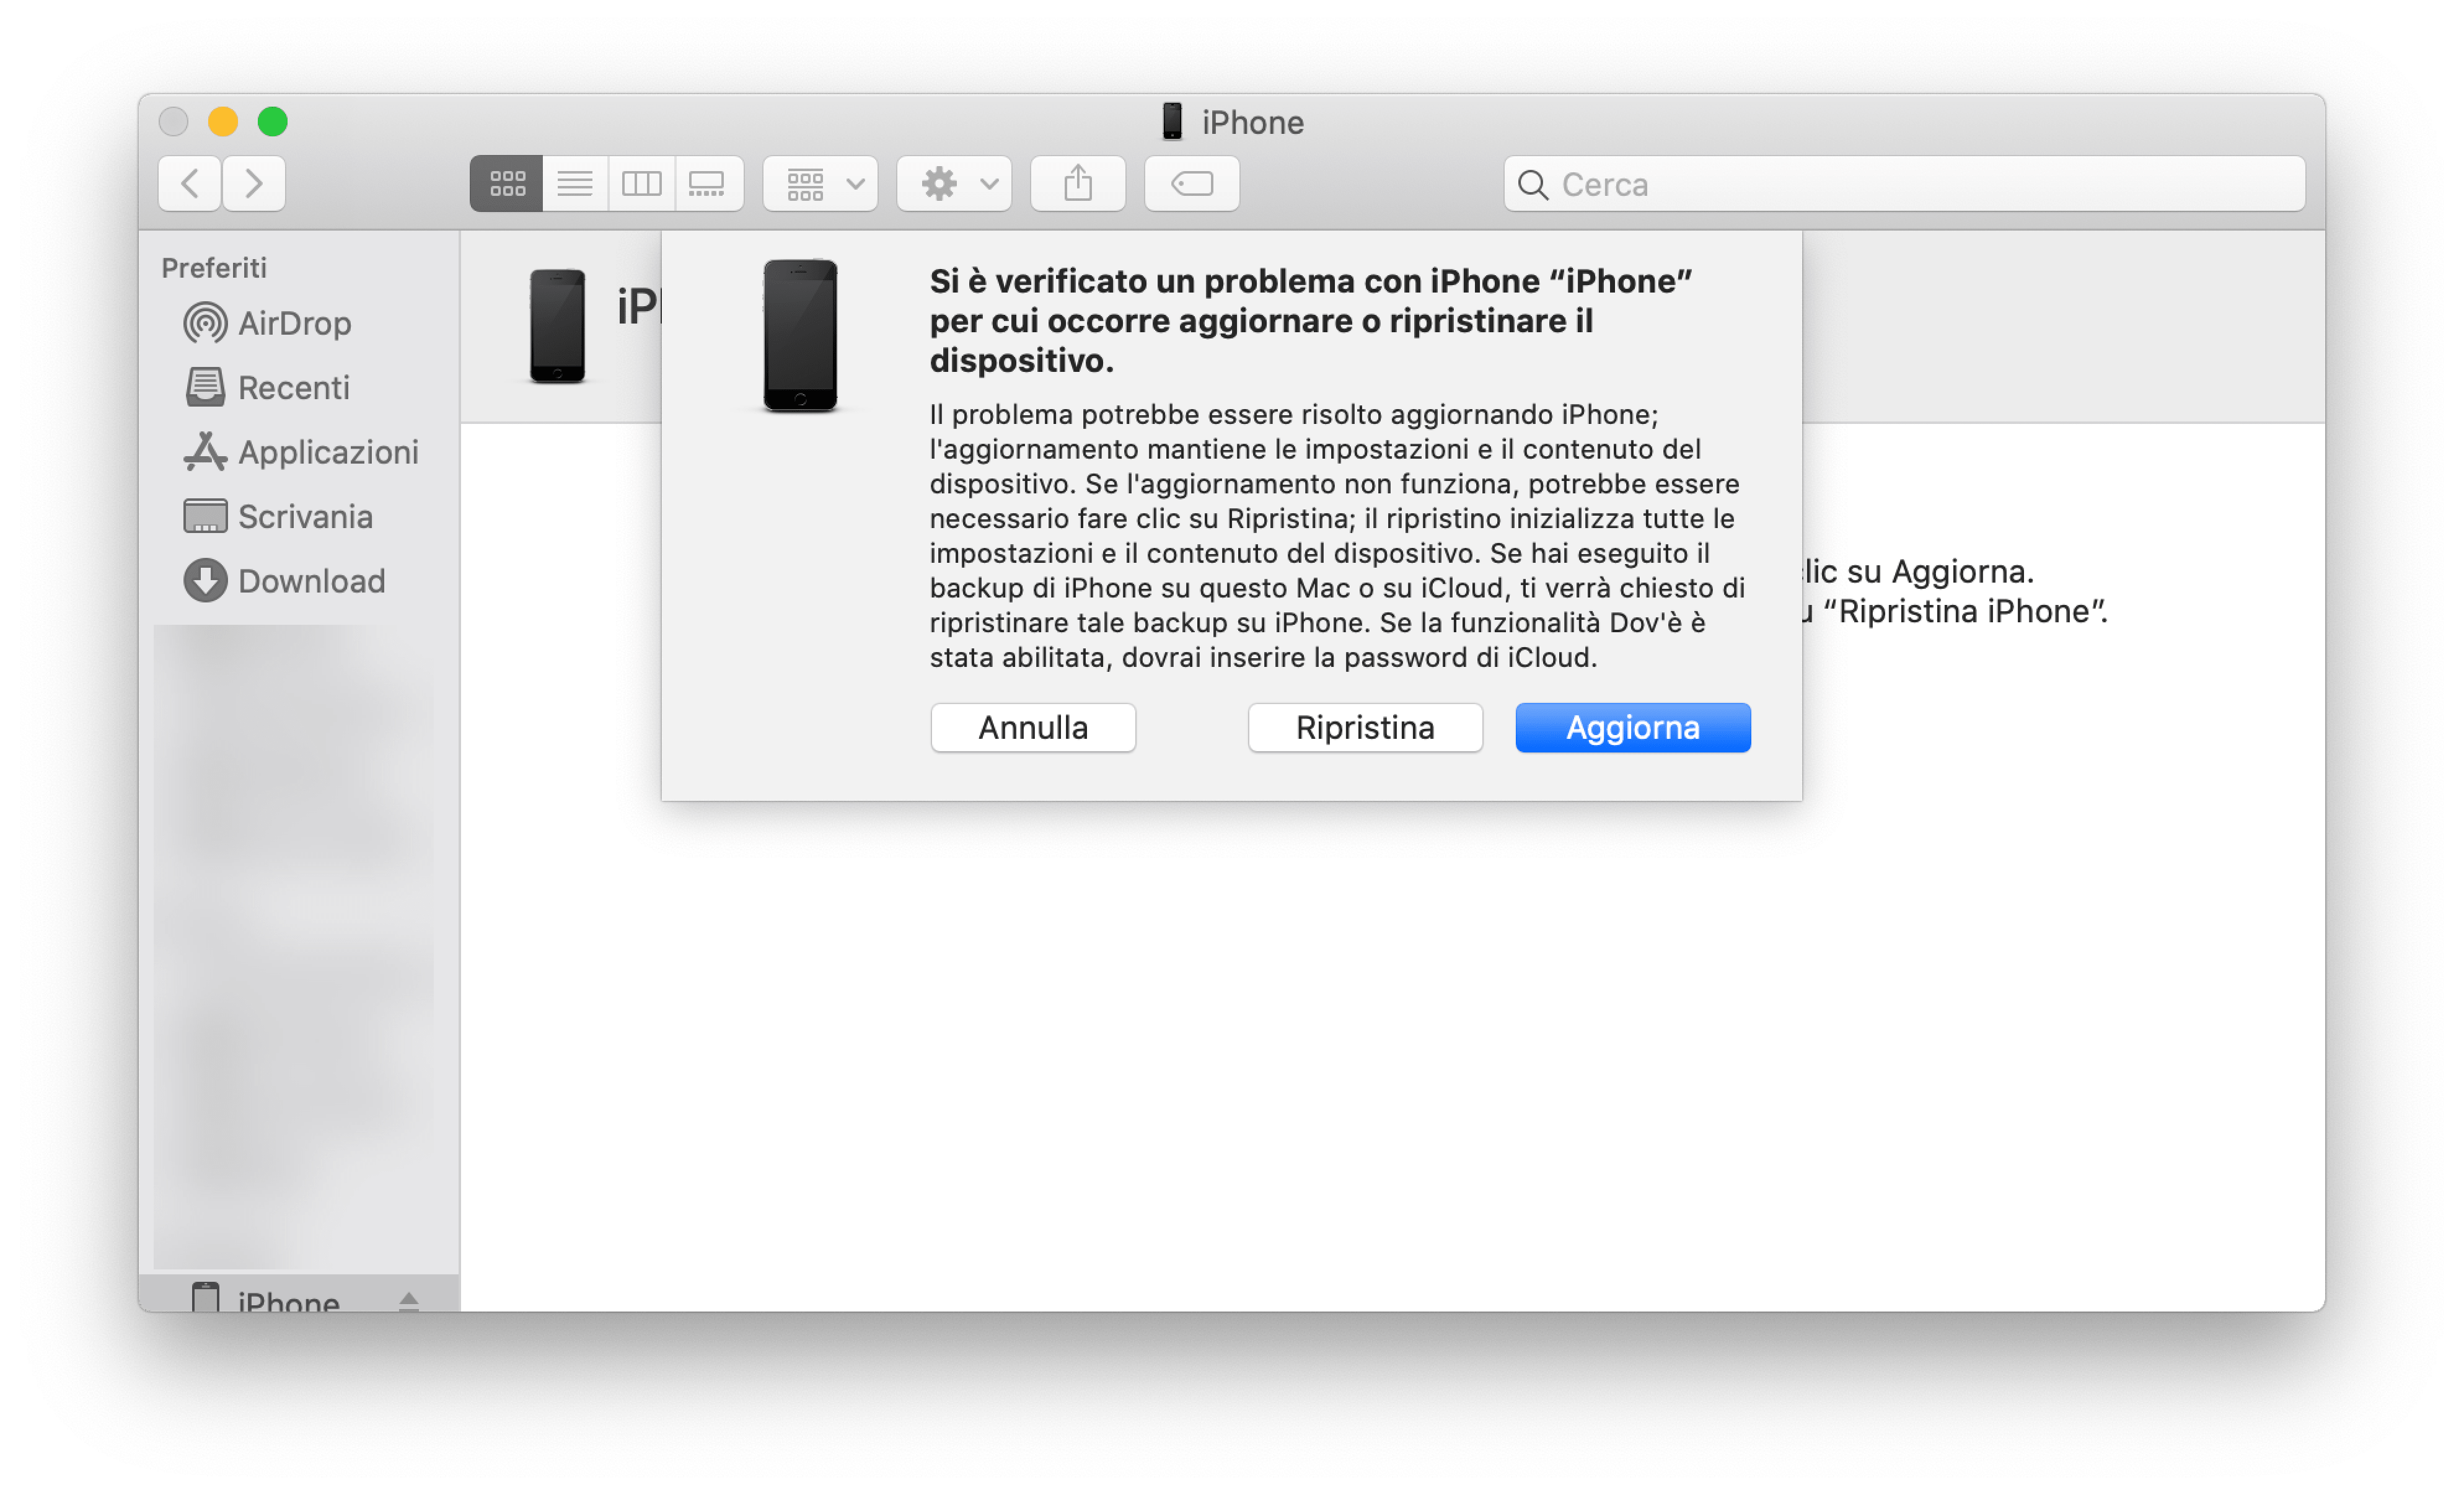 iPhone
Cerca
Preferiti
AirDrop
Recenti
Applicazioni
Scrivania
Download
iPhone
Si è verificato un problema con iPhone “iPhone”
per cui occorre aggiornare o ripristinare il
dispositivo.
Il problema potrebbe essere risolto aggiornando iPhone;
l'aggiornamento mantiene le impostazioni e il contenuto del
dispositivo. Se l'aggiornamento non funziona, potrebbe essere
necessario fare clic su Ripristina; il ripristino inizializza tutte le
impostazioni e il contenuto del dispositivo. Se hai eseguito il
backup di iPhone su questo Mac o su iCloud, ti verrà chiesto di
ripristinare tale backup su iPhone. Se la funzionalità Dov'è è
stata abilitata, dovrai inserire la password di iCloud.
Annulla
Ripristina
Aggiorna
su Aggiorna.
“Ripristina iPhone”.